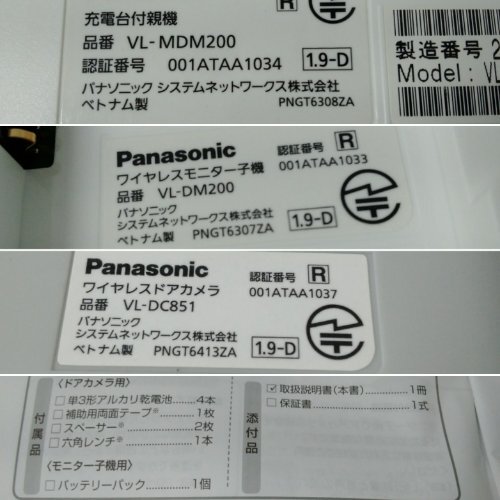 充電台付親機 R
品番 VL-MDM200
認証番号 001ATAA1034 1.9-D
パナソニック システムネットワークス株式会社
ベトナム製 PNGT6308ZA
製造番号 2
Model: VL
Panasonic 認証番号 R
ワイヤレスモニター子機 001ATAA1033
品番 VL-DM200
パナソニック
システムネットワークス株式会社 1.9-D
ベトナム製 PNGT6307ZA
Panasonic 認証番号 R
ワイヤレスドアカメラ 001ATAA1037
品番 VL-DC851
パナソニック
システムネットワークス株式会社
ベトナム製 PNGT6413ZA 1.9-D
付属品
〈ドアカメラ用〉
□ 単3形アルカリ乾電池……4本
□ 補助用両面テープ※……1枚
□ スペーサー※……2枚
□ 六角レンチ※……1本
〈モニター子機用〉
□ バッテリーパック……1個
添付品
☑ 取扱説明書(本書)……1冊
□ 保証書……1式